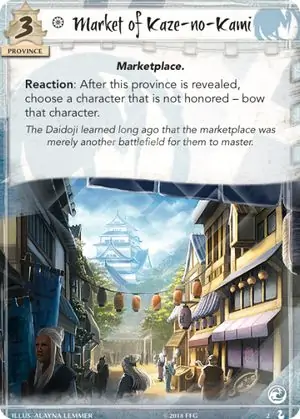 3
PROVINCE
Market of Kaze-no-Kami
Marketplace.
Reaction: After this province is revealed,
choose a character that is not honored – bow
that character.
The Daidoji learned long ago that the marketplace was
merely another battlefield for them to master.
ILLUS: ALAYNA LEMMER
© 2018 FFG
2